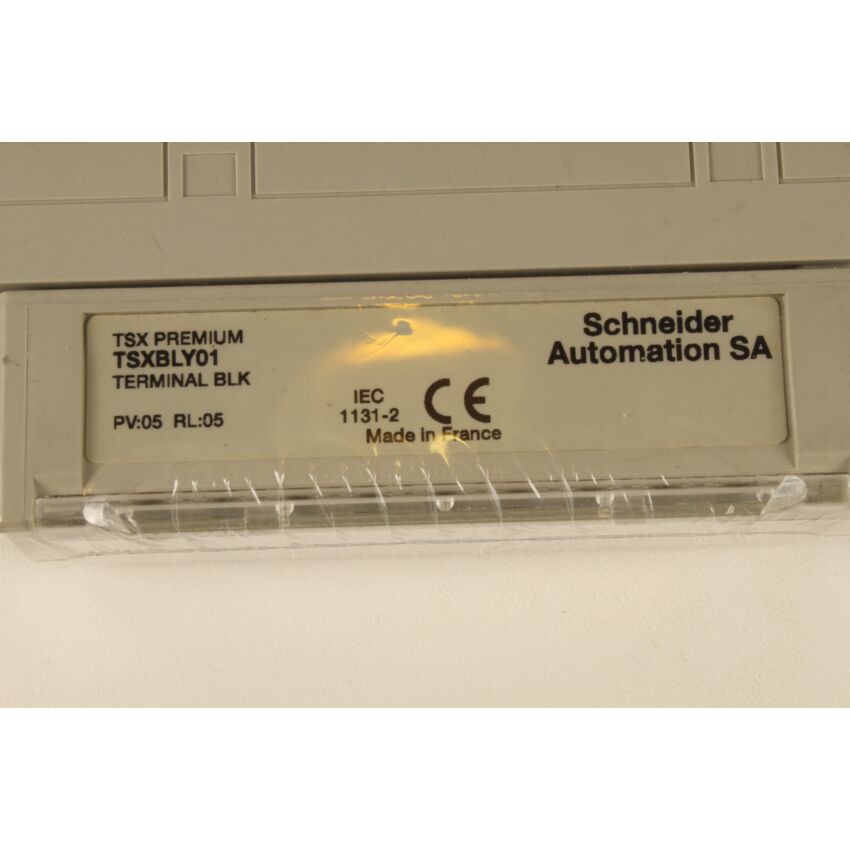 TSX PREMIUM
TSXBLY01
TERMINAL BLK
PV:05 RL:05
IEC
1131-2
CE
Made in France
Schneider
Automation SA